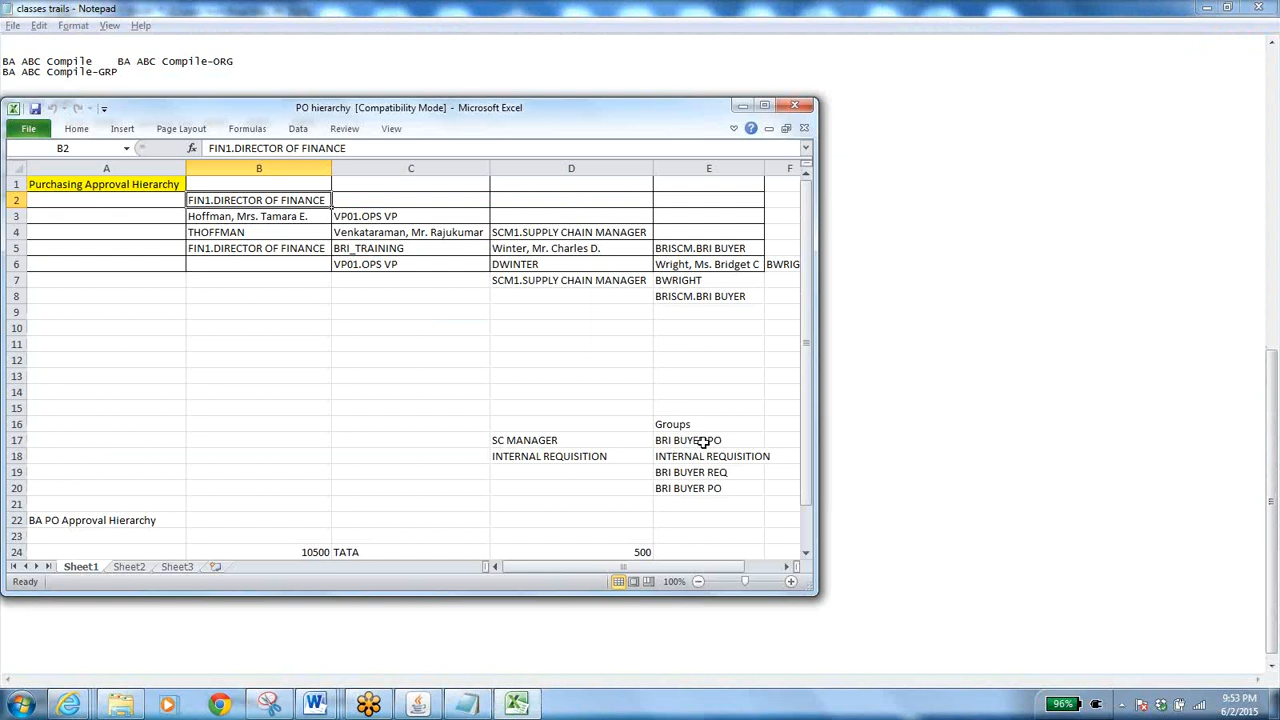 classes trails - Notepad
File Edit Format View Help
BA ABC Compile BA ABC Compile-ORG
BA ABC Compile-GRP
PO hierarchy [Compatibility Mode] - Microsoft Excel
File Home Insert Page Layout Formulas Data Review View
B2 fx FIN1.DIRECTOR OF FINANCE
A B C D E F
1 Purchasing Approval Hierarchy
2 FIN1.DIRECTOR OF FINANCE
3 Hoffman, Mrs. Tamara E. VP01.OPS VP
4 THOFFMAN Venkataraman, Mr. Rajukumar SCM1.SUPPLY CHAIN MANAGER
5 FIN1.DIRECTOR OF FINANCE BRI_TRAINING Winter, Mr. Charles D. BRISCM.BRI BUYER
6 VP01.OPS VP DWINTER Wright, Ms. Bridget C BWRIG
7 SCM1.SUPPLY CHAIN MANAGER BWRIGHT
8 BRISCM.BRI BUYER
9
10
11
12
13
14
15
16 Groups
17 SC MANAGER BRI BUYER PO
18 INTERNAL REQUISITION INTERNAL REQUISITION
19 BRI BUYER REQ
20 BRI BUYER PO
21
22 BA PO Approval Hierarchy
23
24 10500 TATA 500
Sheet1 Sheet2 Sheet3
Ready 100%
96% 9:53 PM
6/2/2015